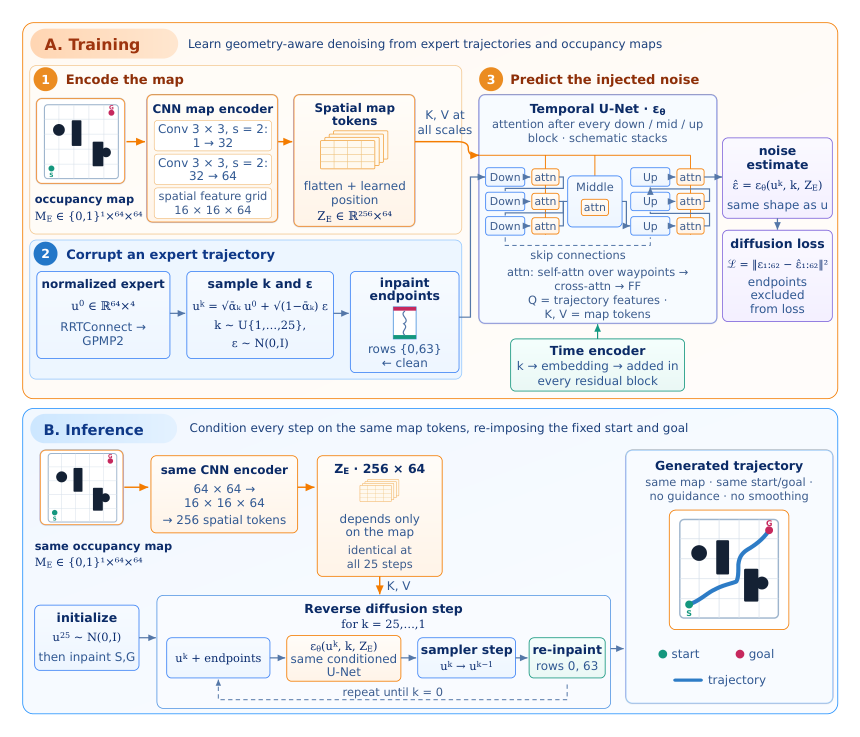 A. Training
Learn geometry-aware denoising from expert trajectories and occupancy maps
1 Encode the map
G
S
occupancy map
M_E ∈ {0,1}¹×⁶⁴×⁶⁴
CNN map encoder
Conv 3 × 3, s = 2:
1 → 32
Conv 3 × 3, s = 2:
32 → 64
spatial feature grid
16 × 16 × 64
Spatial map
tokens
flatten + learned
position
Z_E ∈ ℝ²⁵⁶×⁶⁴
K, V at
all scales
2 Corrupt an expert trajectory
normalized expert
u⁰ ∈ ℝ⁶⁴×⁴
RRTConnect →
GPMP2
sample k and ε
uᵏ = √ᾱₖ u⁰ + √(1−ᾱₖ) ε
k ~ U{1,…,25},
ε ~ N(0,I)
inpaint
endpoints
rows {0,63}
← clean
3 Predict the injected noise
Temporal U-Net · ε_θ
attention after every down / mid / up
block · schematic stacks
Down attn
Down attn
Down attn
Middle
attn
Up attn
Up attn
Up attn
skip connections
attn: self-attn over waypoints →
cross-attn → FF
Q = trajectory features ·
K, V = map tokens
Time encoder
k → embedding → added in
every residual block
noise
estimate
ε̂ = ε_θ(uᵏ, k, Z_E)
same shape as u
diffusion loss
ℒ = ‖ε₁:₆₂ − ε̂₁:₆₂‖²
endpoints
excluded
from loss
B. Inference
Condition every step on the same map tokens, re-imposing the fixed start and goal
G
S
same occupancy map
M_E ∈ {0,1}¹×⁶⁴×⁶⁴
same CNN encoder
64 × 64 →
16 × 16 × 64
→ 256 spatial tokens
Z_E · 256 × 64
depends only
on the map
identical at
all 25 steps
K, V
initialize
u²⁵ ~ N(0,I)
then inpaint S,G
Reverse diffusion step
for k = 25,…,1
uᵏ + endpoints
ε_θ(uᵏ, k, Z_E)
same conditioned
U-Net
sampler step
uᵏ → uᵏ⁻¹
re-inpaint
rows 0, 63
repeat until k = 0
Generated trajectory
same map · same start/goal ·
no guidance · no smoothing
G
S
start
goal
trajectory